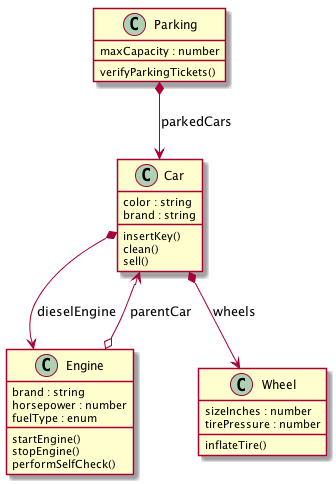 C Parking
maxCapacity : number
verifyParkingTickets()
parkedCars
C Car
color : string
brand : string
insertKey()
clean()
sell()
dieselEngine
parentCar
wheels
C Engine
brand : string
horsepower : number
fuelType : enum
startEngine()
stopEngine()
performSelfCheck()
C Wheel
sizeInches : number
tirePressure : number
inflateTire()